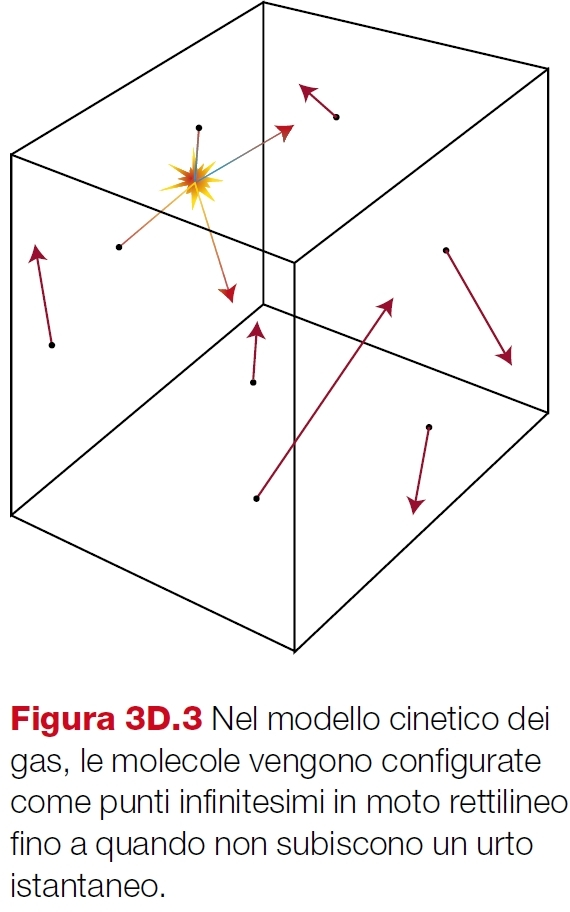 Figura 3D.3 Nel modello cinetico dei
gas, le molecole vengono configurate
come punti infinitesimi in moto rettilineo
fino a quando non subiscono un urto
istantaneo.